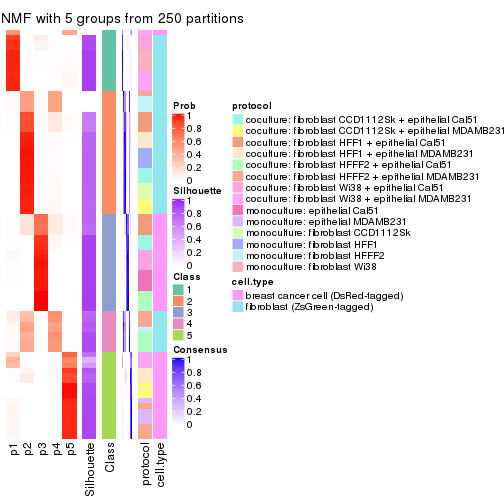 NMF with 5 groups from 250 partitions
Prob
1
0.8
0.6
0.4
0.2
0
Silhouette
1
0.8
0.6
0.4
0.2
0
Class
1
2
3
4
5
Consensus
1
0.8
0.6
0.4
0.2
0
protocol
coculture: fibroblast CCD1112Sk + epithelial Cal51
coculture: fibroblast CCD1112Sk + epithelial MDAMB231
coculture: fibroblast HFF1 + epithelial Cal51
coculture: fibroblast HFF1 + epithelial MDAMB231
coculture: fibroblast HFFF2 + epithelial Cal51
coculture: fibroblast HFFF2 + epithelial MDAMB231
coculture: fibroblast Wi38 + epithelial Cal51
coculture: fibroblast Wi38 + epithelial MDAMB231
monoculture: epithelial Cal51
monoculture: epithelial MDAMB231
monoculture: fibroblast CCD1112Sk
monoculture: fibroblast HFF1
monoculture: fibroblast HFFF2
monoculture: fibroblast Wi38
cell.type
breast cancer cell (DsRed-tagged)
fibroblast (ZsGreen-tagged)
p1
p2
p3
p4
p5
Silhouette
Class
protocol
cell.type